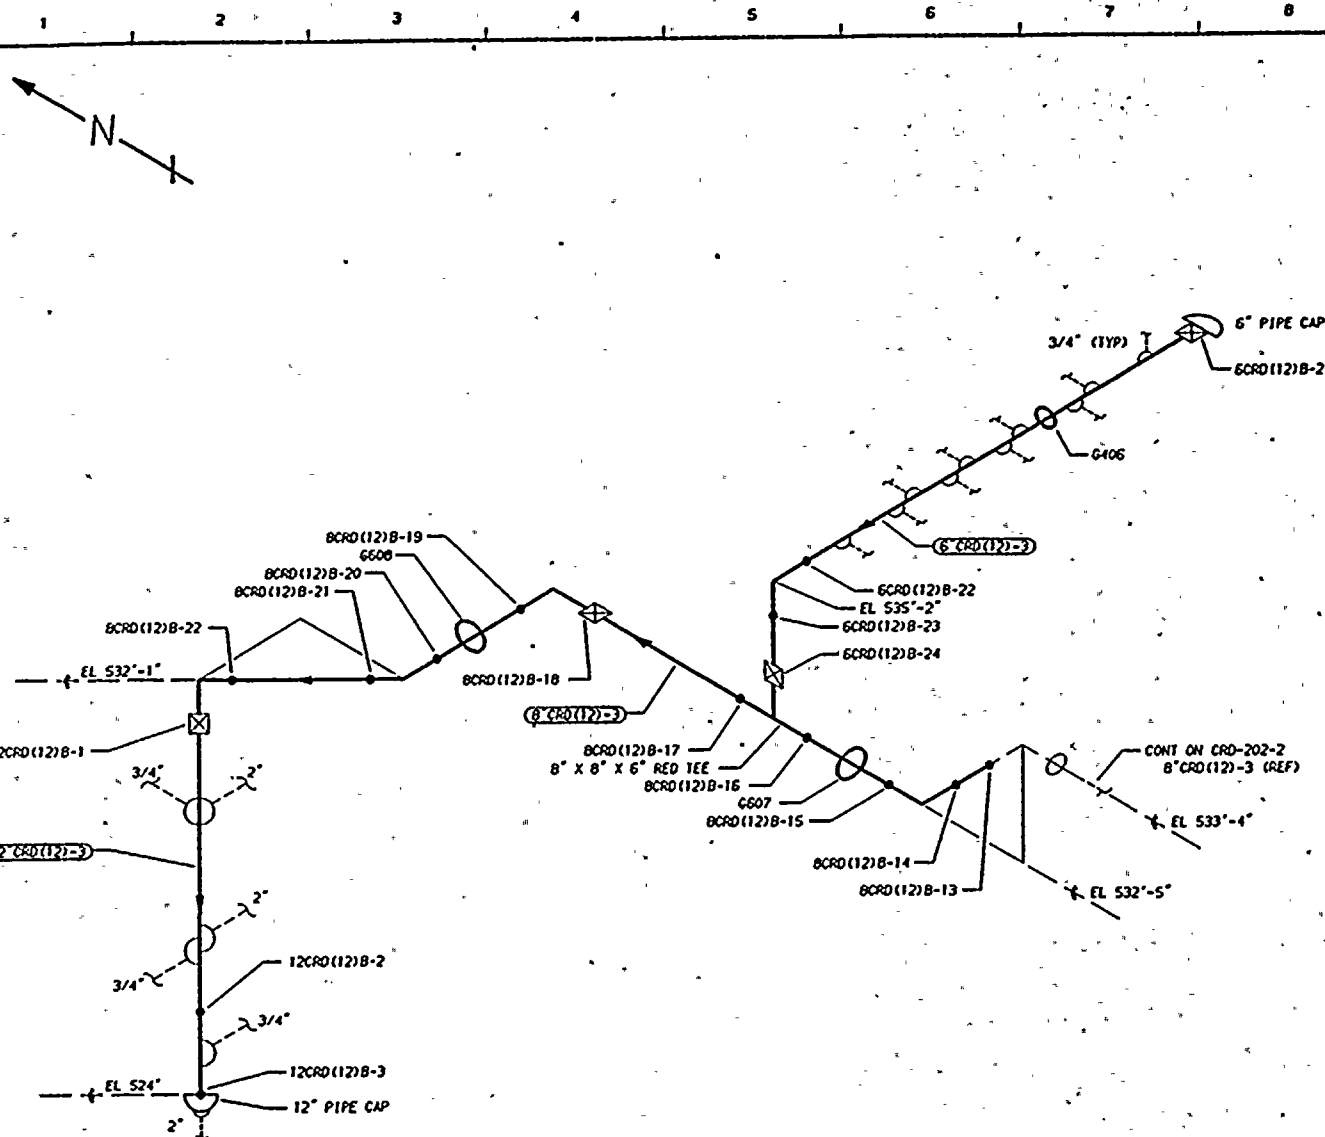 1 2 3 4 5 6 7 8
N
6" PIPE CAP
3/4" (TYP)
6CRD(12)B-2
G406
8CRD(12)B-19
G608
6 CRD(12)-3
8CRD(12)B-20
8CRD(12)B-21
6CRD(12)B-22
EL 535'-2"
8CRD(12)B-22
6CRD(12)B-23
6CRD(12)B-24
EL 532'-1"
8CRD(12)B-18
8"CRD(12)-3
2CRD(12)B-1
8CRD(12)B-17
CONT ON CRD-202-2
8"CRD(12)-3 (REF)
8" X 8" X 6" RED TEE
3/4" 2"
8CRD(12)B-16
G607
8CRD(12)B-15
EL 533'-4"
2"CRD(12)-3
8CRD(12)B-14
8CRD(12)B-13
EL 532'-5"
2"
12CRD(12)B-2
3/4"
3/4"
12CRD(12)B-3
EL 524'
12" PIPE CAP
2"